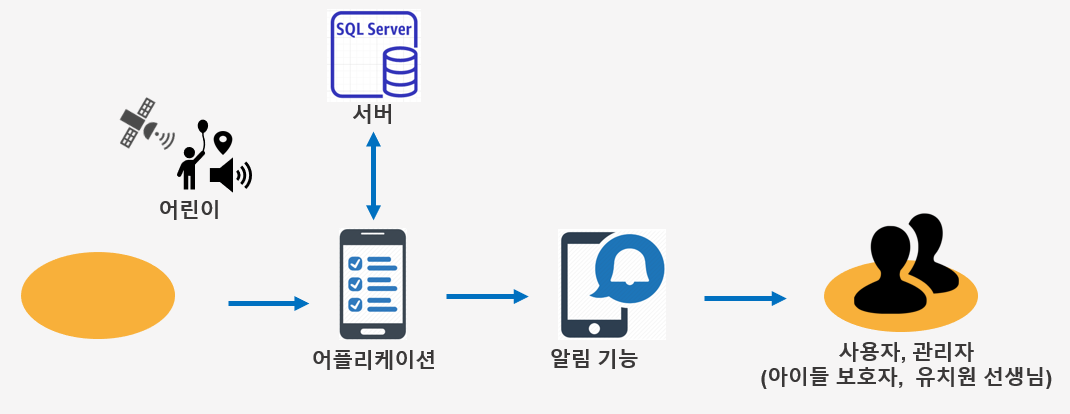 SQL Server
서버
어린이
어플리케이션
알림 기능
사용자, 관리자
(아이들 보호자, 유치원 선생님)